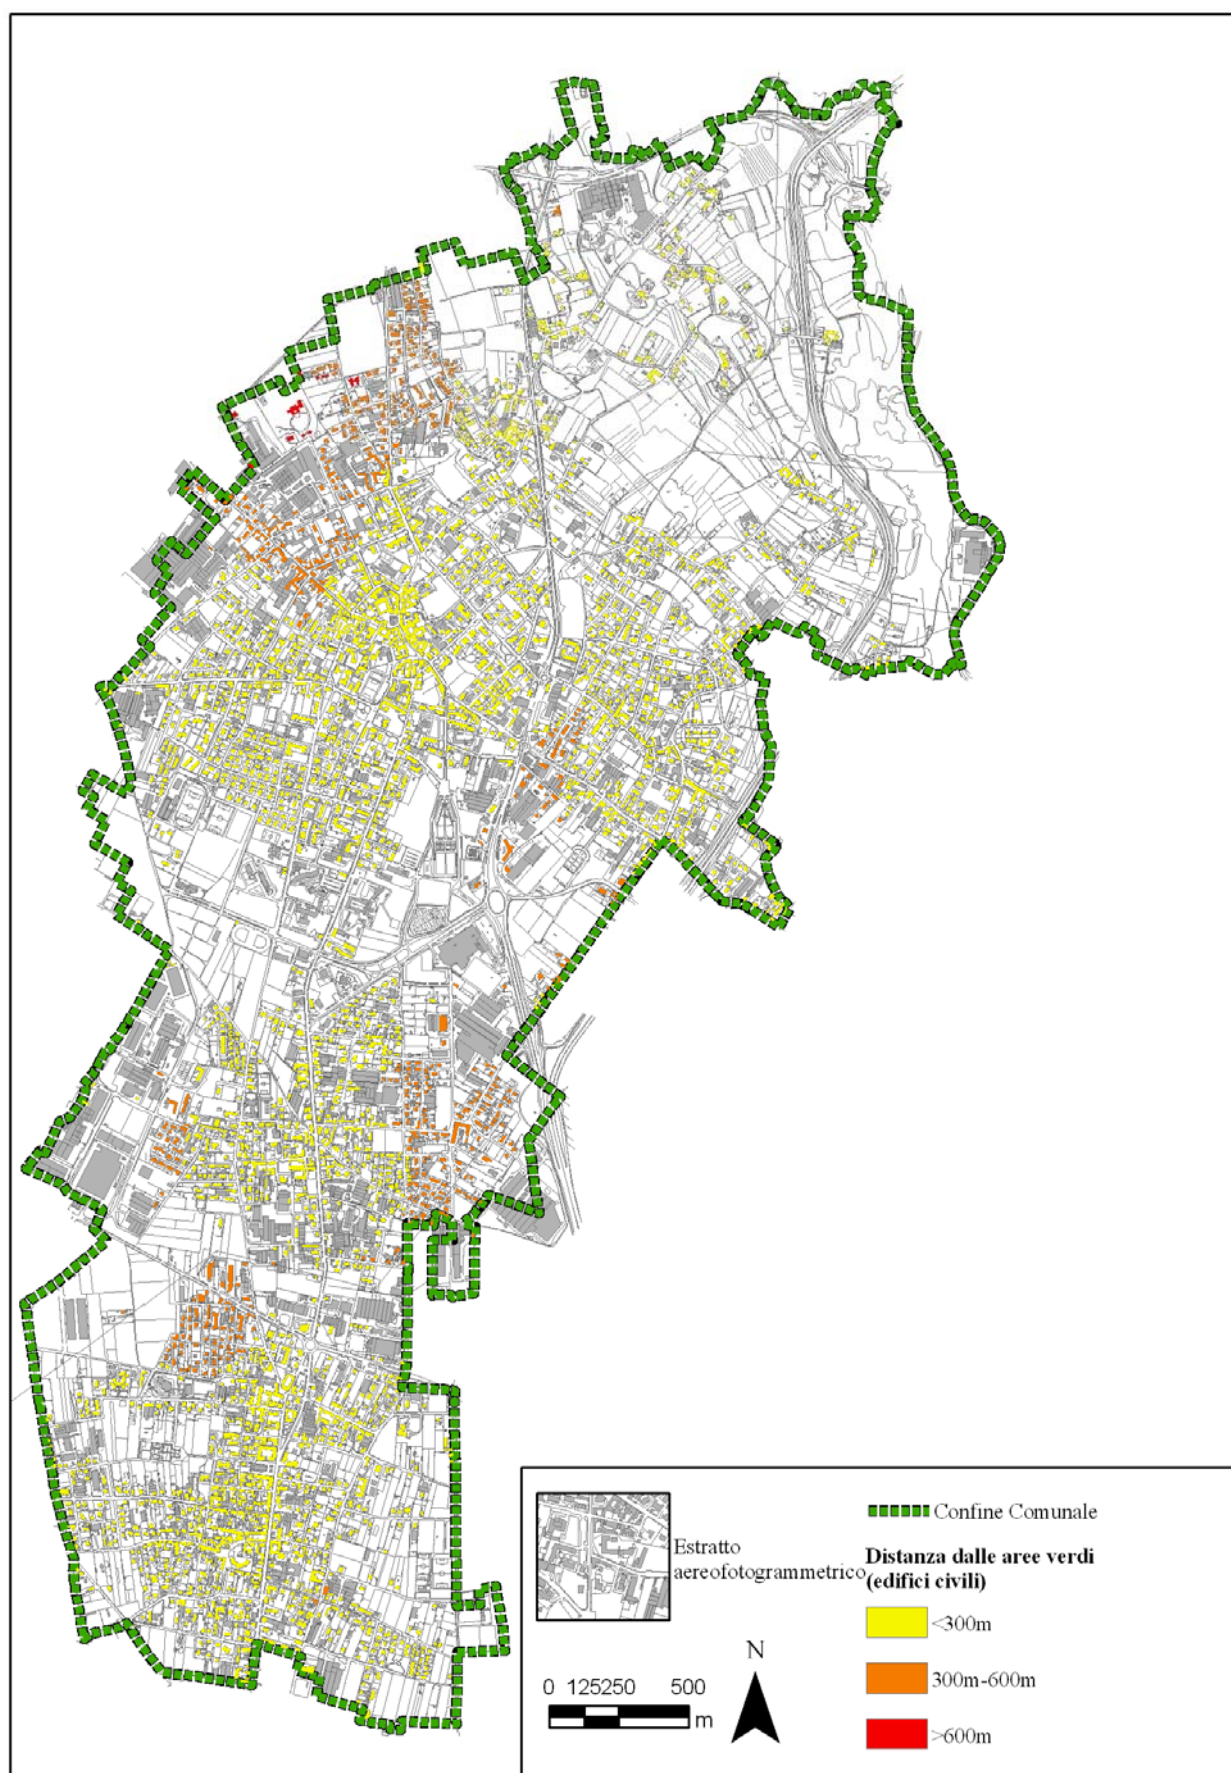 Estratto
aereofotogrammetrico
Confine Comunale
Distanza dalle aree verdi
(edifici civili)
<300m
300m-600m
>600m
N
0 125250 500
m